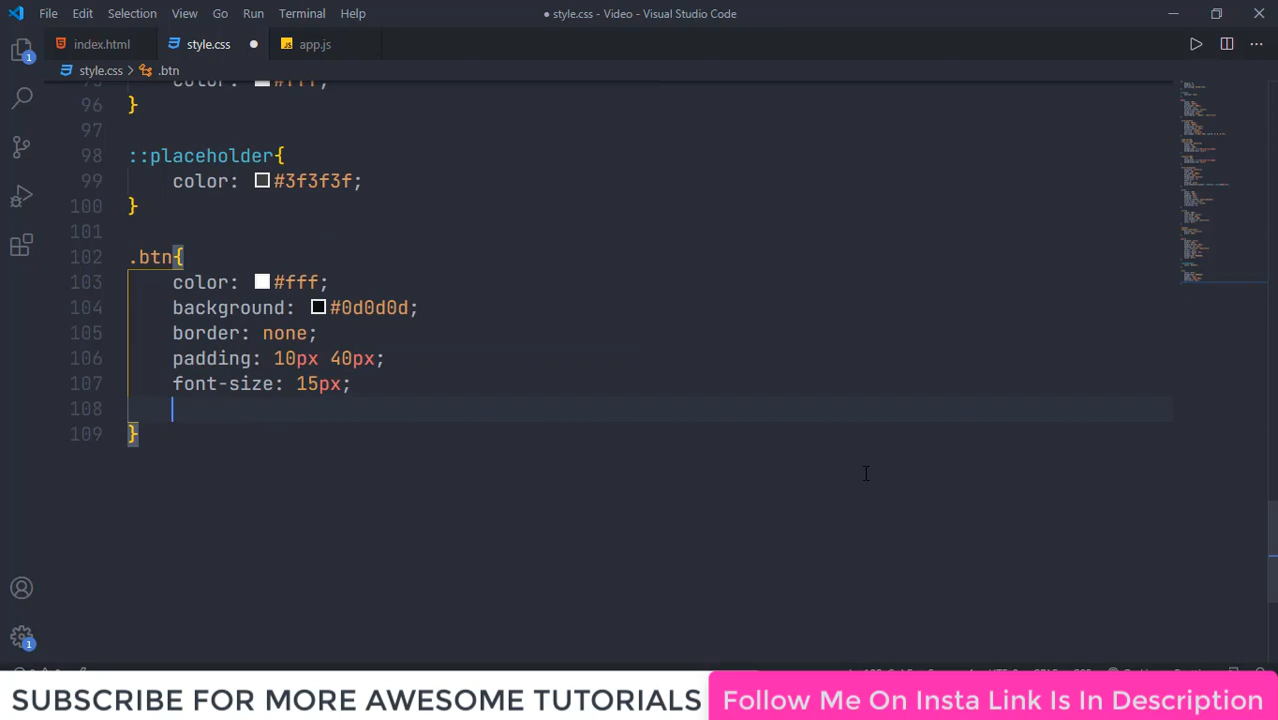 File Edit Selection View Go Run Terminal Help ● style.css - Video - Visual Studio Code
index.html style.css ● app.js
style.css > .btn
color: #fff;
96 }
97
98 ::placeholder{
99 color: #3f3f3f;
100 }
101
102 .btn{
103 color: #fff;
104 background: #0d0d0d;
105 border: none;
106 padding: 10px 40px;
107 font-size: 15px;
108
109 }
1
1
SUBSCRIBE FOR MORE AWESOME TUTORIALS
Follow Me On Insta Link Is In Description